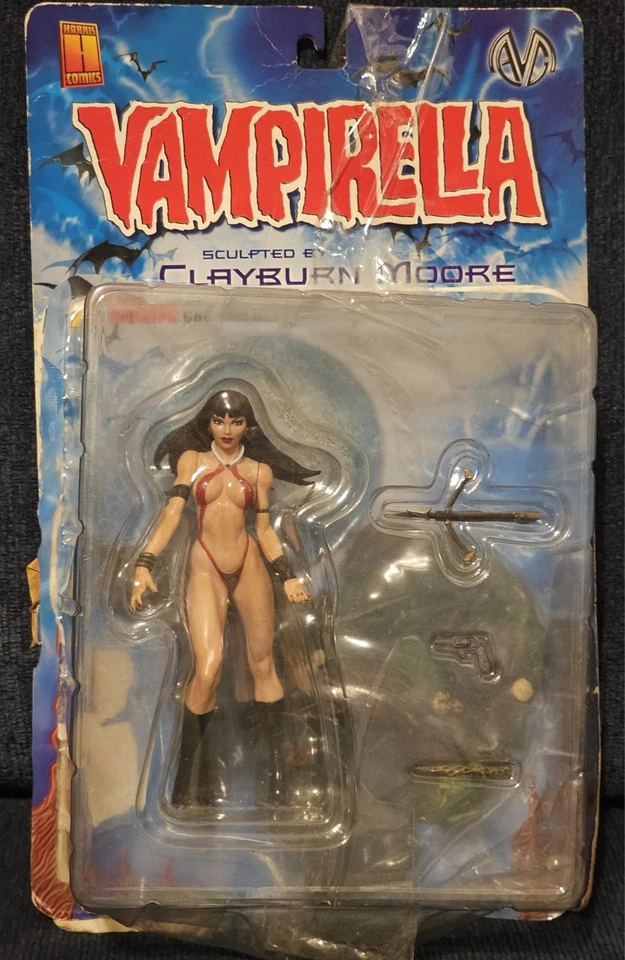 HARRIS
H
COMICS
VAMPIRELLA
SCULPTED BY
CLAYBURN MOORE